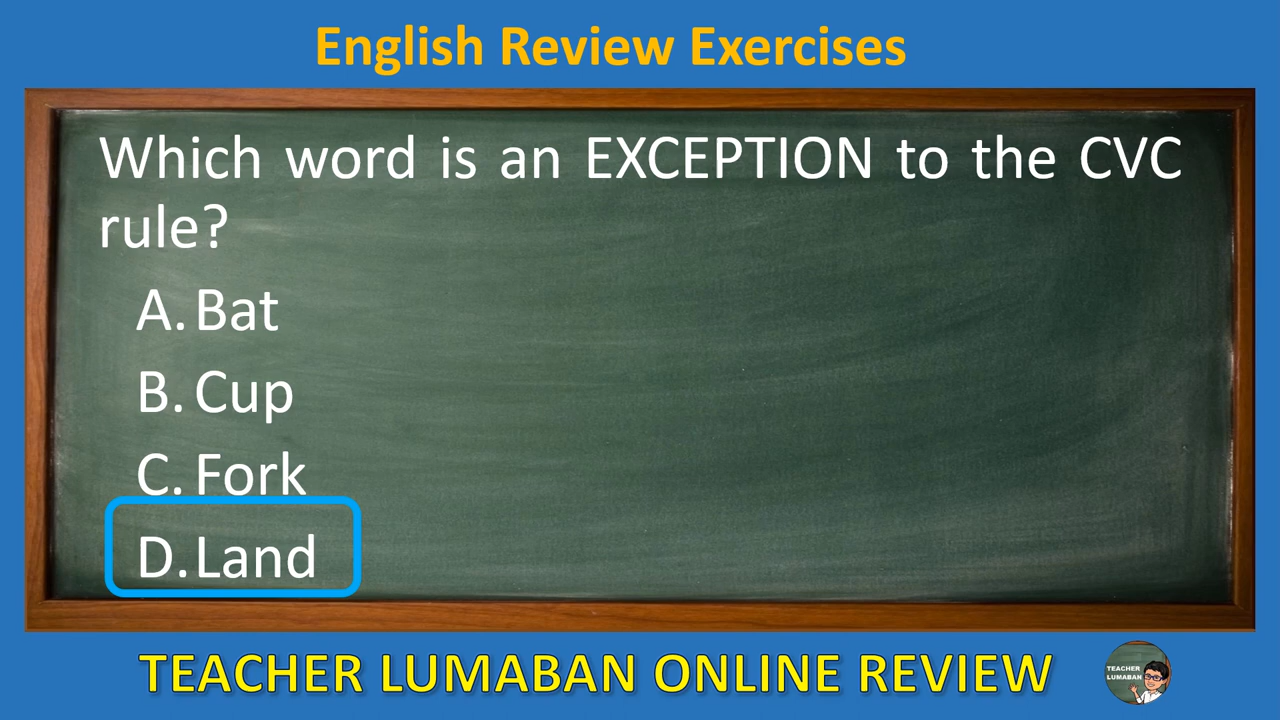 English Review Exercises
Which word is an EXCEPTION to the CVC
rule?
A. Bat
B. Cup
C. Fork
D. Land
TEACHER LUMABAN ONLINE REVIEW
TEACHER
LUMABAN